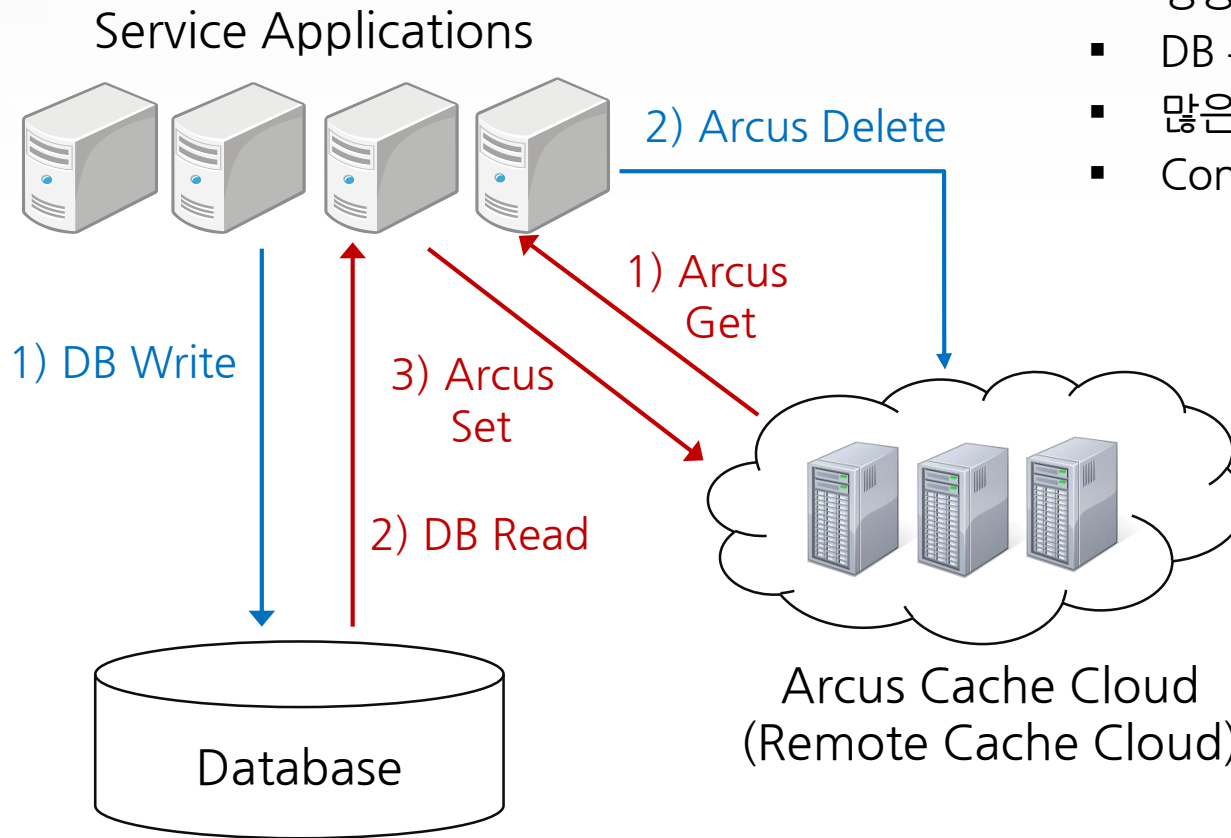 Service Applications
▪ DB
▪ 많은
▪ Con
2) Arcus Delete
1) Arcus
Get
1) DB Write
3) Arcus
Set
2) DB Read
Arcus Cache Cloud
(Remote Cache Cloud)
Database